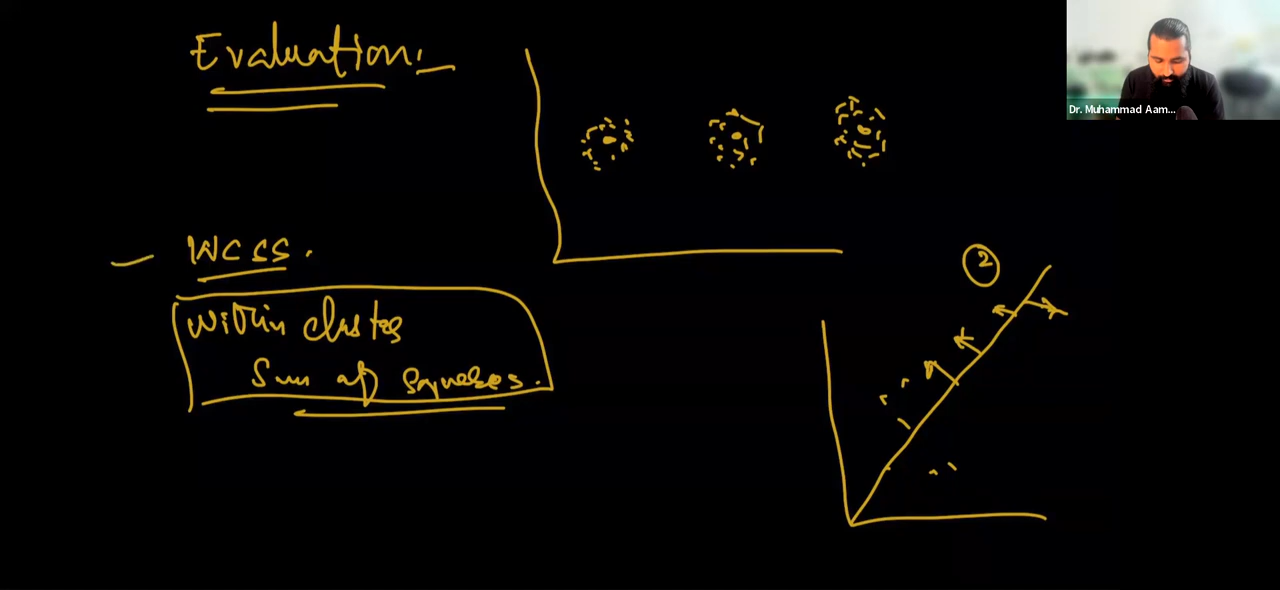 Evaluation:
WCSS.
Within cluster
Sum of Squares.
2
Dr. Muhammad Aam...